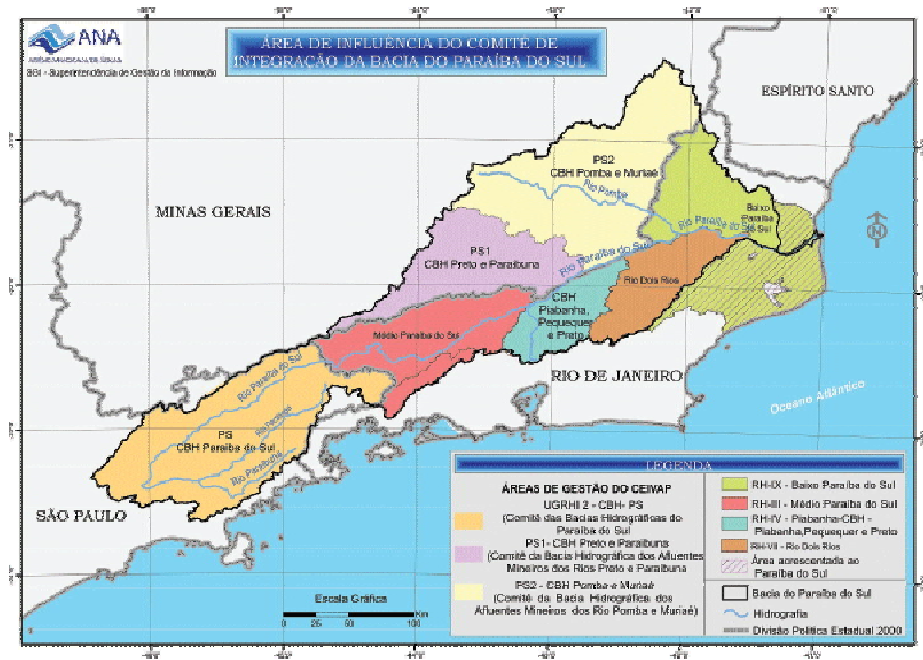 ANA
SGI - Superintendência de Gestão da Informação
ÁREA DE INFLUÊNCIA DO COMITÊ DE
INTEGRAÇÃO DA BACIA DO PARAÍBA DO SUL
ESPÍRITO SANTO
MINAS GERAIS
PS2
CBH Pomba e Muriaé
Rio Pomba
Baixo
Paraíba
do Sul
Rio Paraíba do Sul
PS1
CBH Preto e Paraibuna
Rio Paraíba do Sul
Rio Dois Rios
CBH
Piabanha,
Paquequer
e Preto
Médio Paraíba do Sul
RIO DE JANEIRO
Oceano Atlântico
Rio Paraíba do Sul
PS
CBH Paraíba do Sul
Rio Paraibuna
SÃO PAULO
N
LEGENDA
ÁREAS DE GESTÃO DO CEIVAP
UGRHI 2 - CBH- PS
(Comitê das Bacias Hidrográficas do
Paraíba do Sul
PS1- CBH Preto e Paraibuna
(Comitê da Bacia Hidrográfica dos Afluentes
Mineiros dos Rios Preto e Paraibuna
PS2 - CBH Pomba e Muriaé
(Comitê da Bacia Hidrográfica dos
Afluentes Mineiros dos Rio Pomba e Muriaé)
RH-IX - Baixo Paraíba do Sul
RH-III - Médio Paraíba do Sul
RH-IV - Piabanha-CBH -
Piabanha,Paquequer e Preto
RH-VII - Rio Dois Rios
Área acrescentada ao
Paraíba do Sul
Bacia do Paraíba do Sul
Hidrografia
Divisão Política Estadual 2000
Escala Gráfica
0 25 50 100
Km